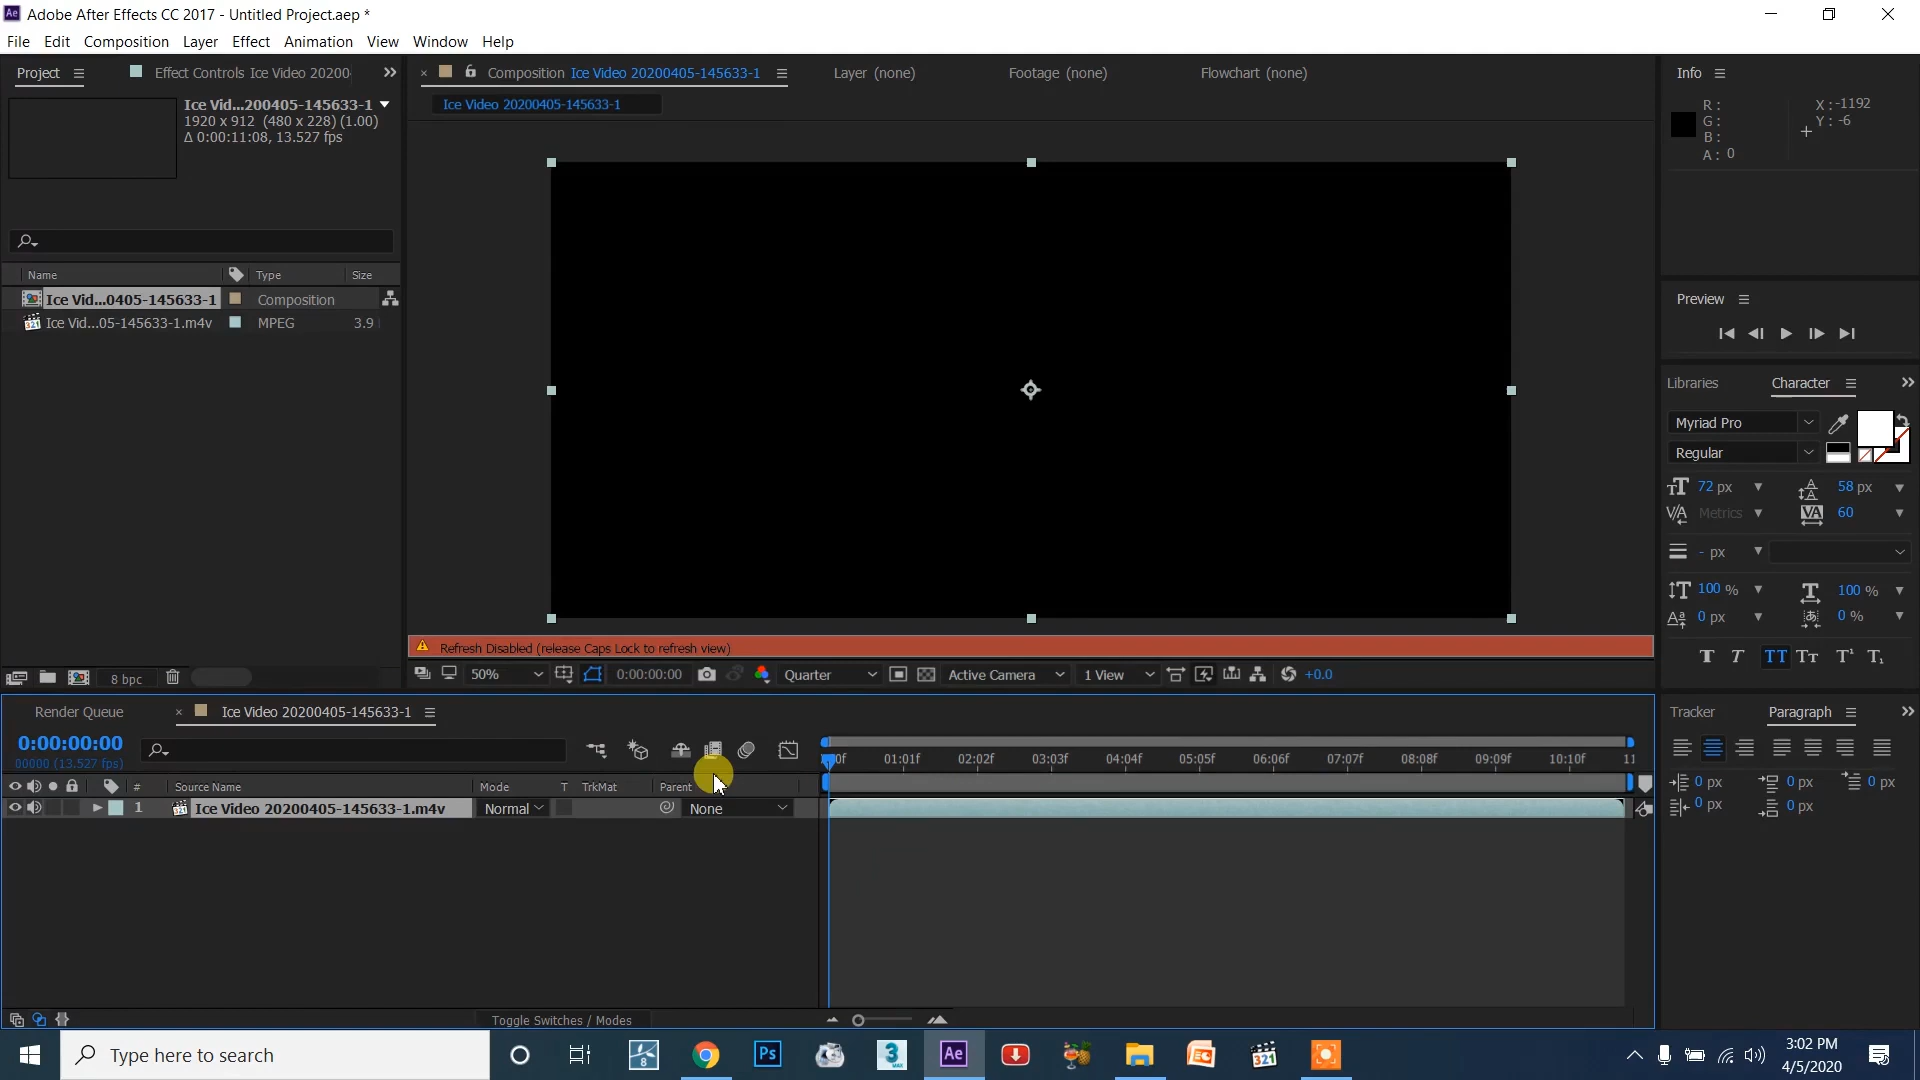 Adobe After Effects CC 2017 - Untitled Project.aep *
File Edit Composition Layer Effect Animation View Window Help
Project
Effect Controls Ice Video 20200
Composition Ice Video 20200405-145633-1
Layer (none)
Footage (none)
Flowchart (none)
Info
Ice Vid...200405-145633-1
1920 x 912 (480 x 228) (1.00)
Δ 0:00:11:08, 13.527 fps
Ice Video 20200405-145633-1
R :
G :
B :
A : 0
X : -1192
Y : -6
Name Type Size
Ice Vid...0405-145633-1 Composition
Ice Vid...05-145633-1.m4v MPEG 3.9
Preview
Libraries Character
Myriad Pro
Regular
72 px 58 px
Metrics 60
- px
100 % 100 %
0 px 0 %
Refresh Disabled (release Caps Lock to refresh view)
8 bpc
50% 0:00:00:00 Quarter Active Camera 1 View +0.0
Render Queue
Ice Video 20200405-145633-1
Tracker Paragraph
0:00:00:00
00000 (13.527 fps)
01:01f 02:02f 03:03f 04:04f 05:05f 06:06f 07:07f 08:08f 09:09f 10:10f 11
# Source Name Mode T TrkMat Parent
1 Ice Video 20200405-145633-1.m4v Normal None
0 px 0 px 0 px
0 px 0 px
Toggle Switches / Modes
Type here to search
3:02 PM
4/5/2020